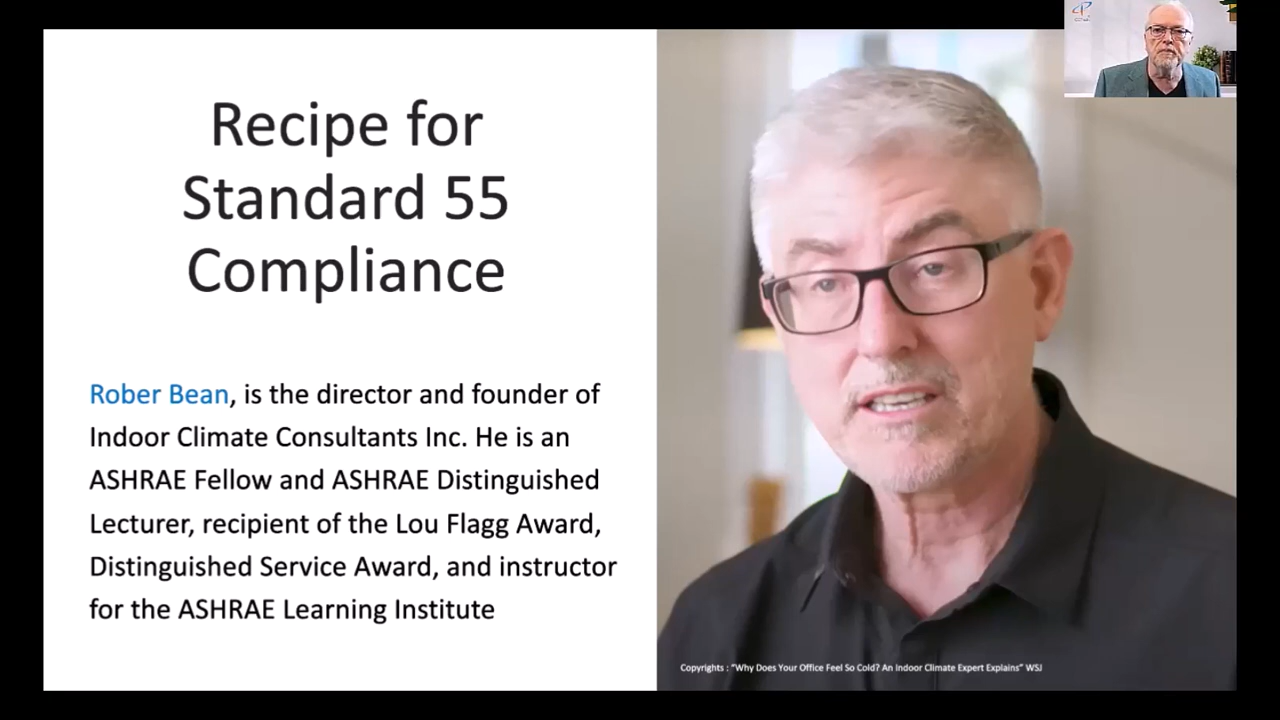 Recipe for
Standard 55
Compliance
Rober Bean, is the director and founder of
Indoor Climate Consultants Inc. He is an
ASHRAE Fellow and ASHRAE Distinguished
Lecturer, recipient of the Lou Flagg Award,
Distinguished Service Award, and instructor
for the ASHRAE Learning Institute
Copyrights : "Why Does Your Office Feel So Cold? An Indoor Climate Expert Explains" WSJ